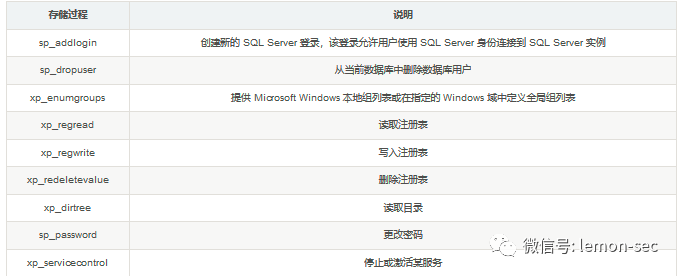 存储过程 说明
sp_addlogin 创建新的 SQL Server 登录，该登录允许用户使用 SQL Server 身份连接到 SQL Server 实例
sp_dropuser 从当前数据库中删除数据库用户
xp_enumgroups 提供 Microsoft Windows 本地组列表或在指定的 Windows 域中定义全局组列表
xp_regread 读取注册表
xp_regwrite 写入注册表
xp_redeletevalue 删除注册表
xp_dirtree 读取目录
sp_password 更改密码
微信号: lemon-sec
xp_servicecontrol 停止或激活某服务